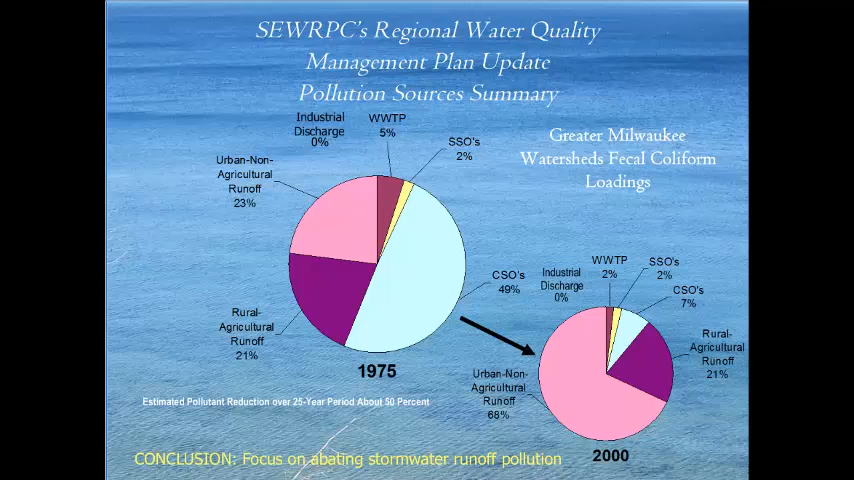 SEWRPC's Regional Water Quality
Management Plan Update
Pollution Sources Summary
Greater Milwaukee
Watersheds Fecal Coliform
Loadings
Industrial
Discharge
0%
WWTP
5%
SSO's
2%
Urban-Non-
Agricultural
Runoff
23%
CSO's
49%
Rural-
Agricultural
Runoff
21%
1975
Industrial
Discharge
0%
WWTP
2%
SSO's
2%
CSO's
7%
Rural-
Agricultural
Runoff
21%
Urban-Non-
Agricultural
Runoff
68%
2000
Estimated Pollutant Reduction over 25-Year Period About 50 Percent
CONCLUSION: Focus on abating stormwater runoff pollution